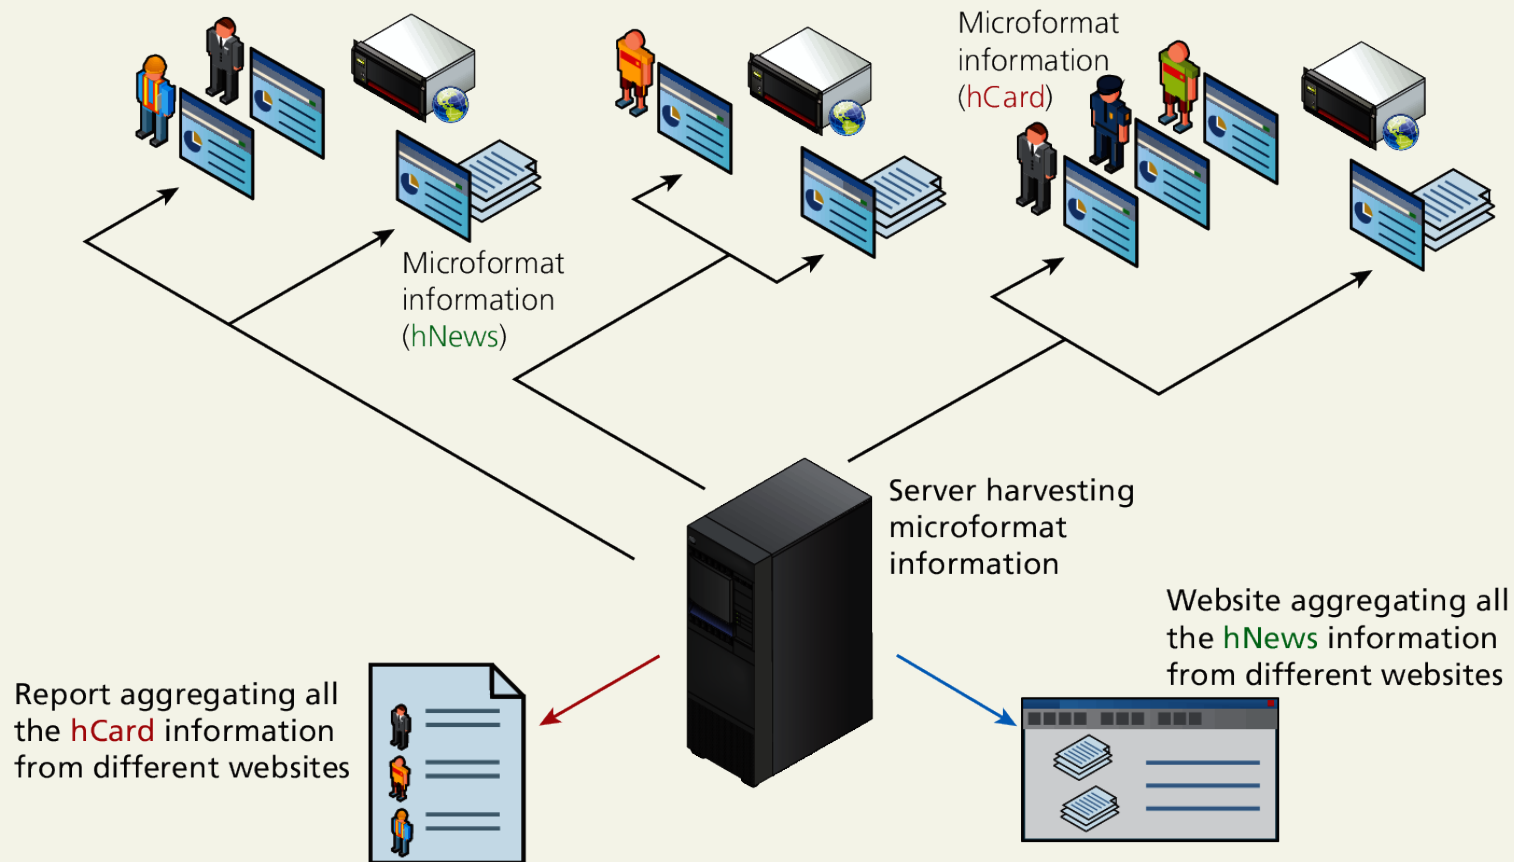 Microformat
information
(hCard)
Microformat
information
(hNews)
Server harvesting
microformat
information
Website aggregating all
the hNews information
from different websites
Report aggregating all
the hCard information
from different websites